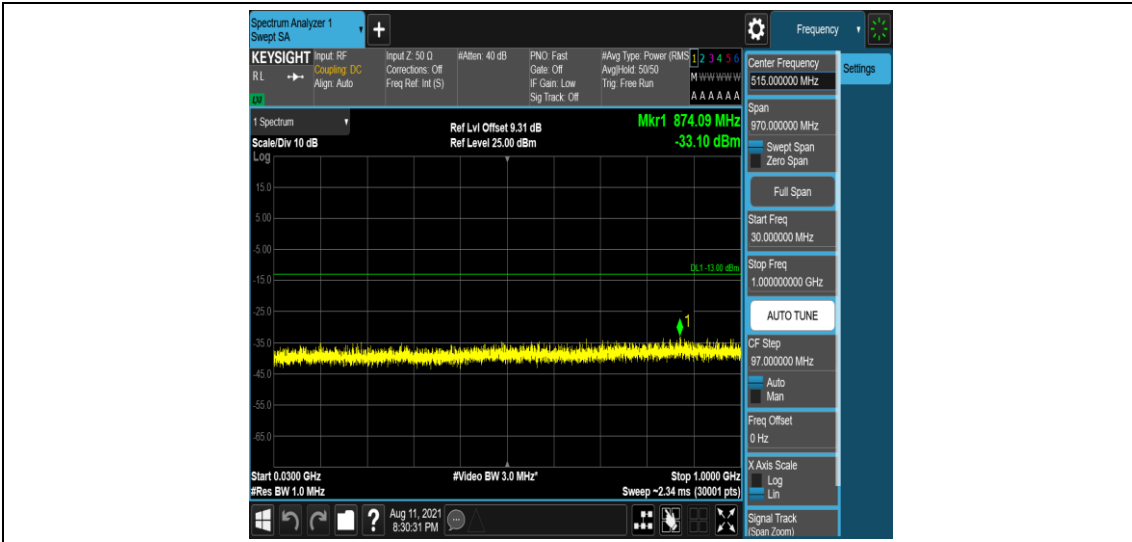 Spectrum Analyzer 1
Swept SA
+
Frequency
KEYSIGHT
RL
LXI
Input: RF
Coupling: DC
Align: Auto
Input Z: 50 Ω
Corrections: Off
Freq Ref: Int (S)
#Atten: 40 dB
PNO: Fast
Gate: Off
IF Gain: Low
Sig Track: Off
#Avg Type: Power (RMS
Avg|Hold: 50/50
Trig: Free Run
1 2 3 4 5 6
M W W W W W
A A A A A A
1 Spectrum
Scale/Div 10 dB
Log
Ref Lvl Offset 9.31 dB
Ref Level 25.00 dBm
Mkr1 874.09 MHz
-33.10 dBm
15.0
5.00
-5.00
DL1 -13.00 dBm
-15.0
-25.0
1
-35.0
-45.0
-55.0
-65.0
Start 0.0300 GHz
#Res BW 1.0 MHz
#Video BW 3.0 MHz*
Stop 1.0000 GHz
Sweep ~2.34 ms (30001 pts)
Center Frequency
515.000000 MHz
Settings
Span
970.000000 MHz
Swept Span
Zero Span
Full Span
Start Freq
30.000000 MHz
Stop Freq
1.000000000 GHz
AUTO TUNE
CF Step
97.000000 MHz
Auto
Man
Freq Offset
0 Hz
X Axis Scale
Log
Lin
Signal Track
(Span Zoom)
?
Aug 11, 2021
8:30:31 PM